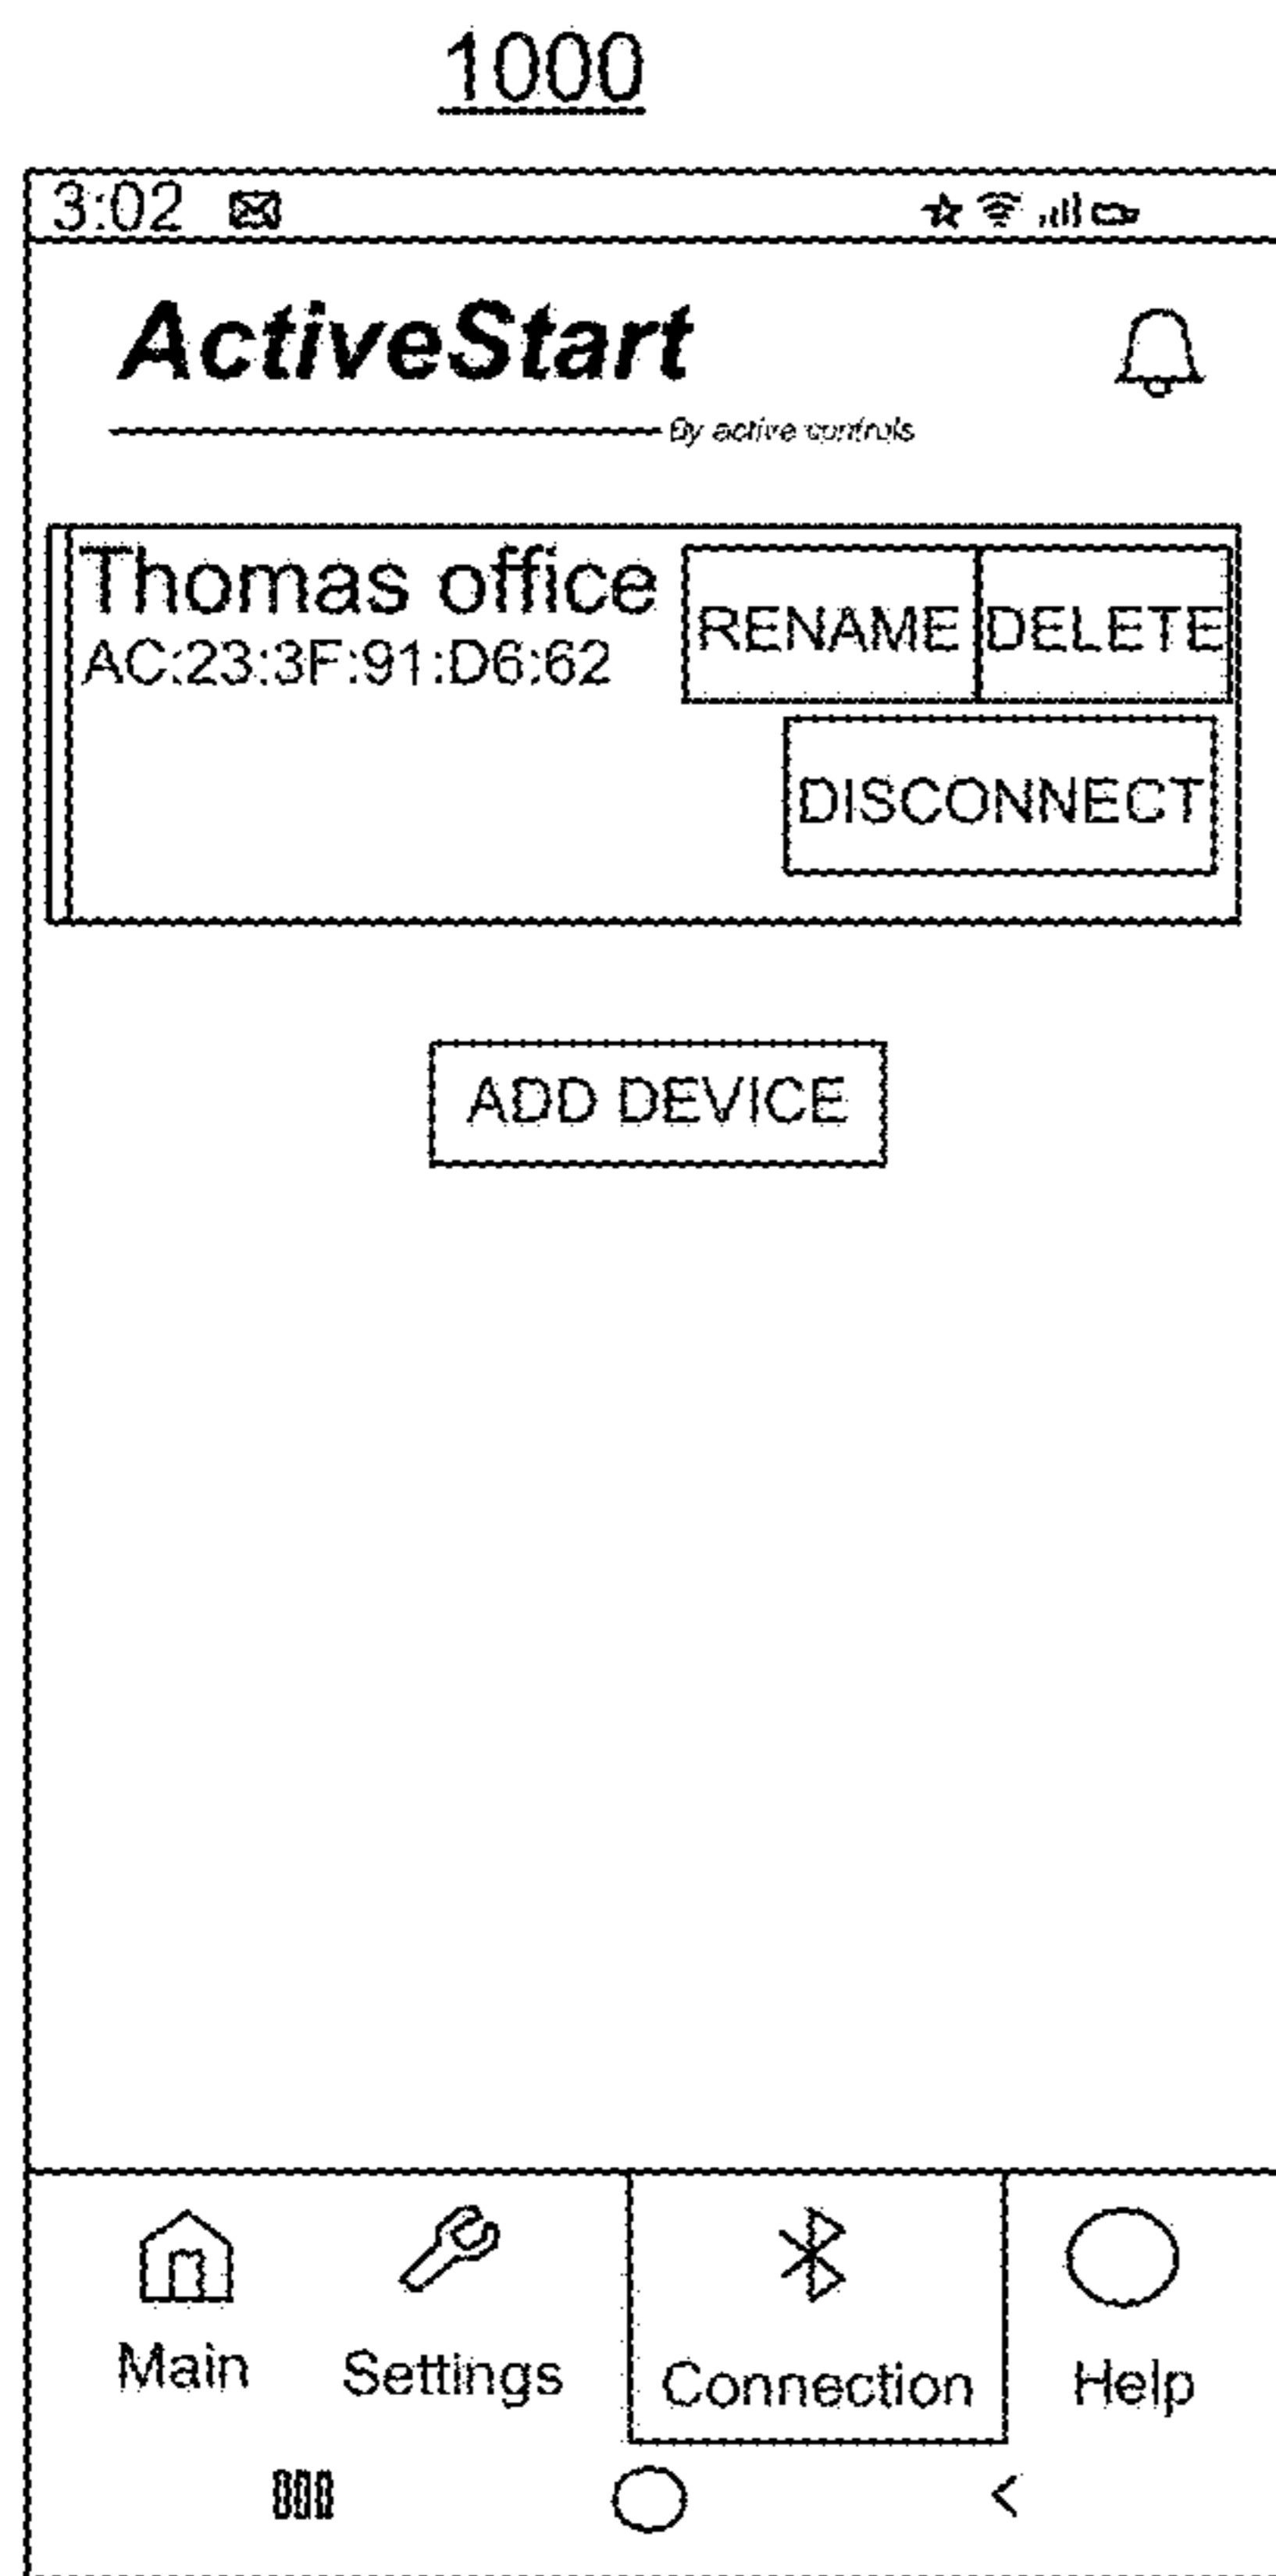 1000
3:02
ActiveStart
By active controls
Thomas office
RENAME DELETE
AC:23:3F:91:D6:62
DISCONNECT
ADD DEVICE
Main Settings Connection Help